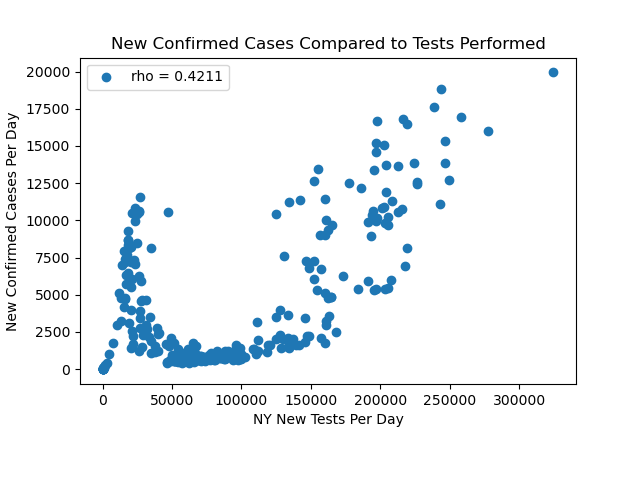 New Confirmed Cases Compared to Tests Performed
rho = 0.4211
20000
17500
15000
12500
10000
7500
5000
2500
0
New Confirmed Caeses Per Day
0 50000 100000 150000 200000 250000 300000
NY New Tests Per Day